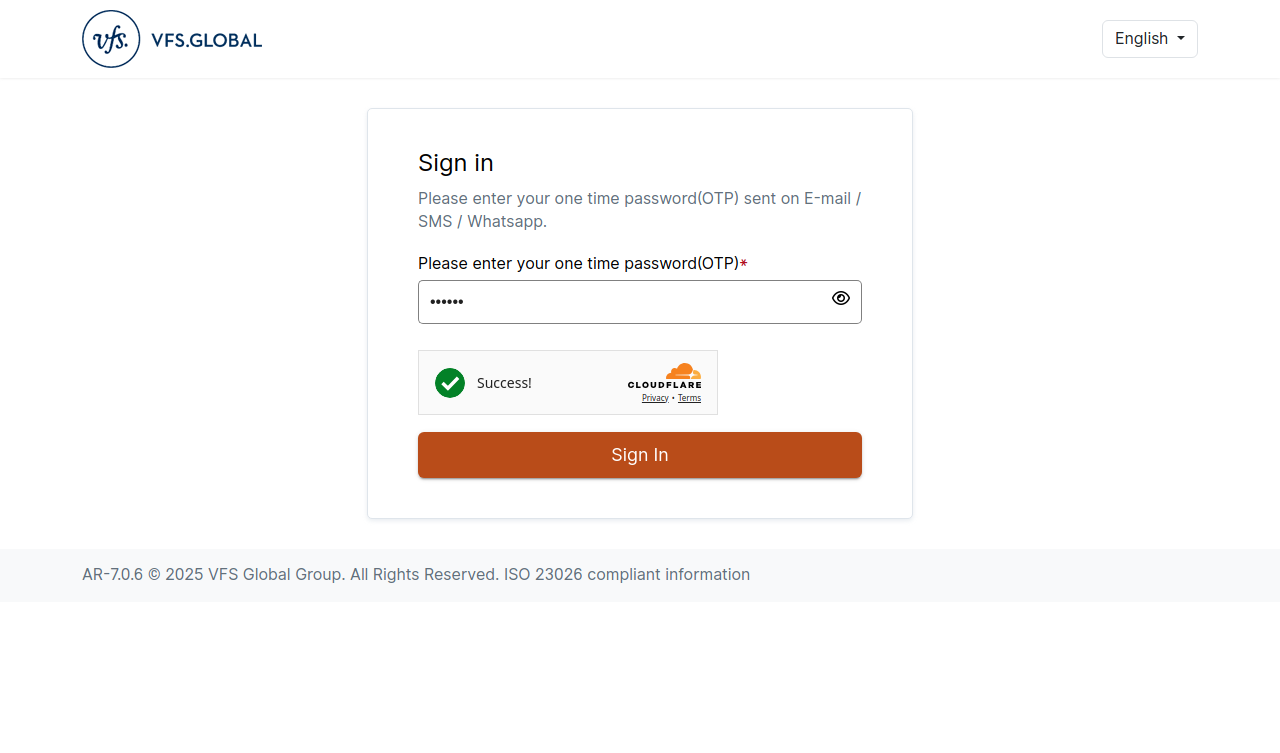 vfs. VFS.GLOBAL
English
Sign in
Please enter your one time password(OTP) sent on E-mail /
SMS / Whatsapp.
Please enter your one time password(OTP)*
••••••
Success!
CLOUDFLARE
Privacy • Terms
Sign In
AR-7.0.6 © 2025 VFS Global Group. All Rights Reserved. ISO 23026 compliant information